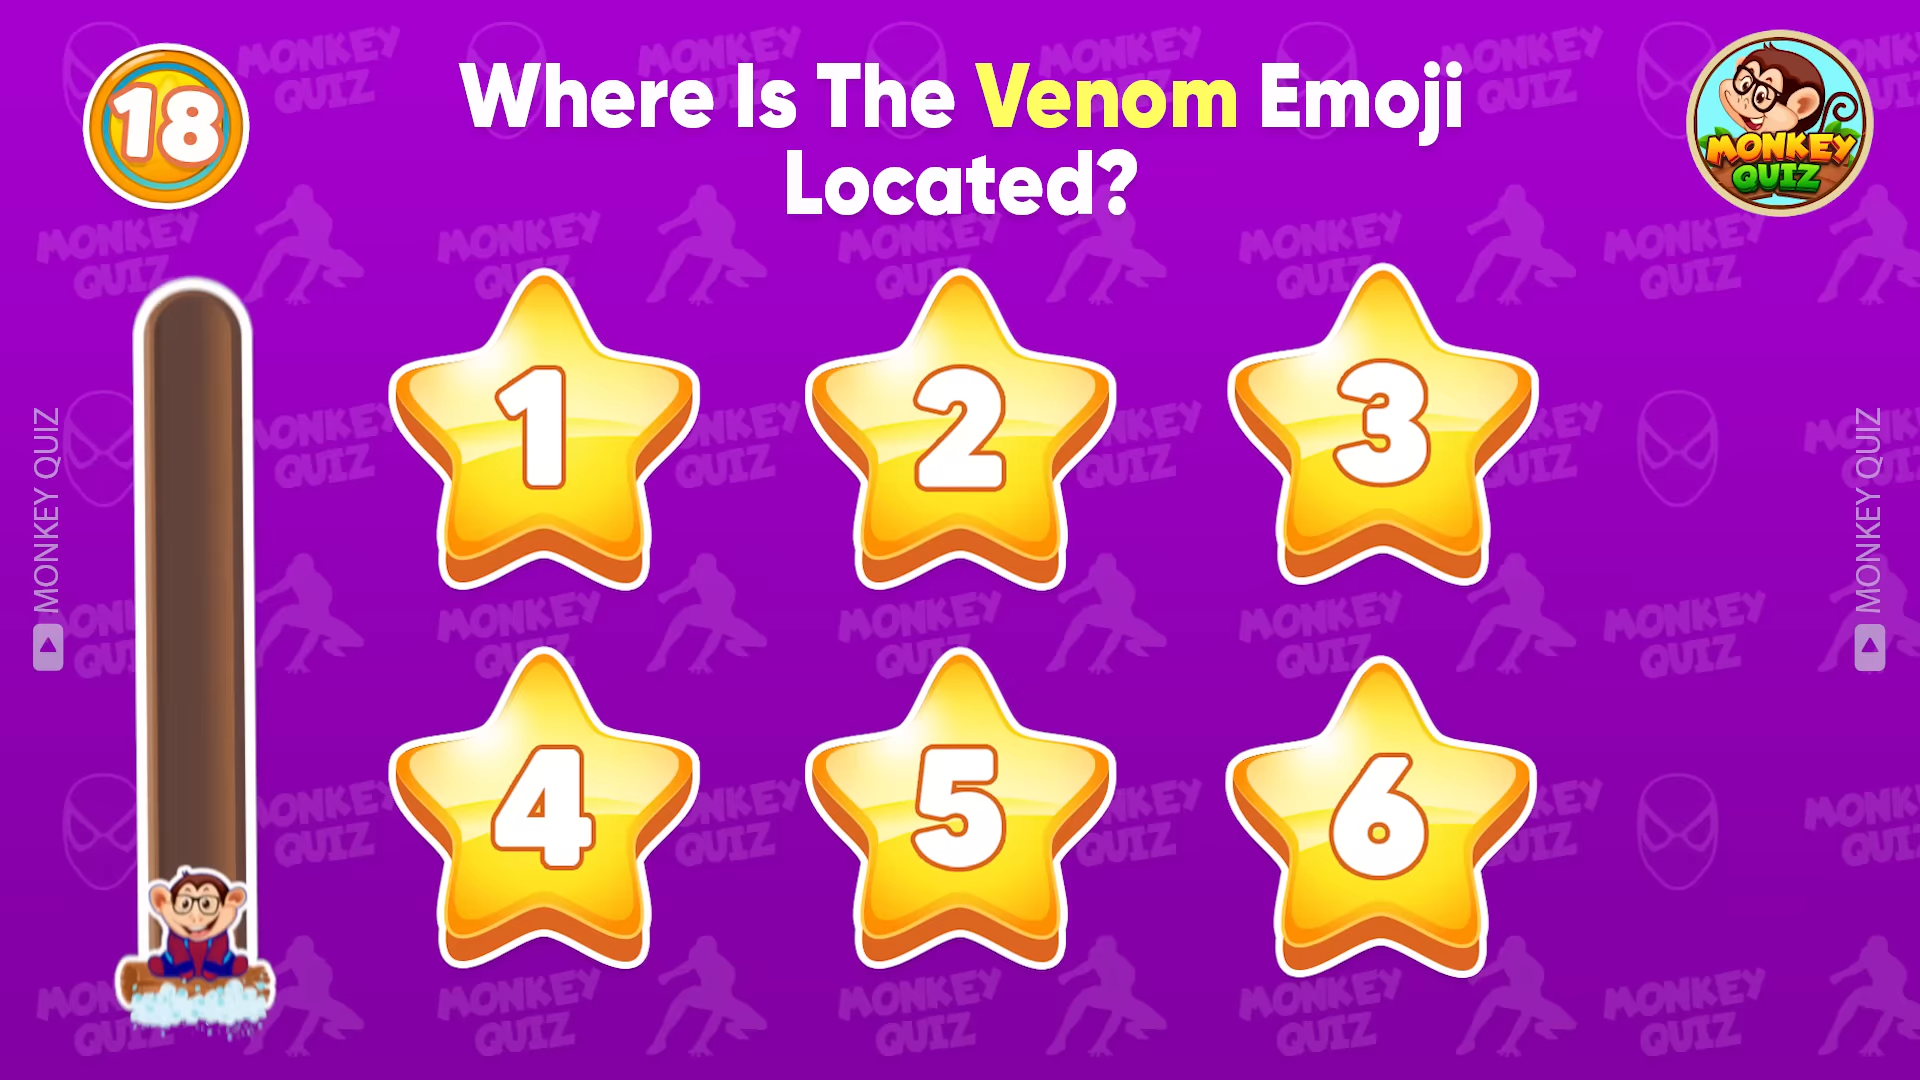 18
Where Is The Venom Emoji
Located?
MONKEY
QUIZ
1
2
3
4
5
6
MONKEY QUIZ
MONKEY QUIZ